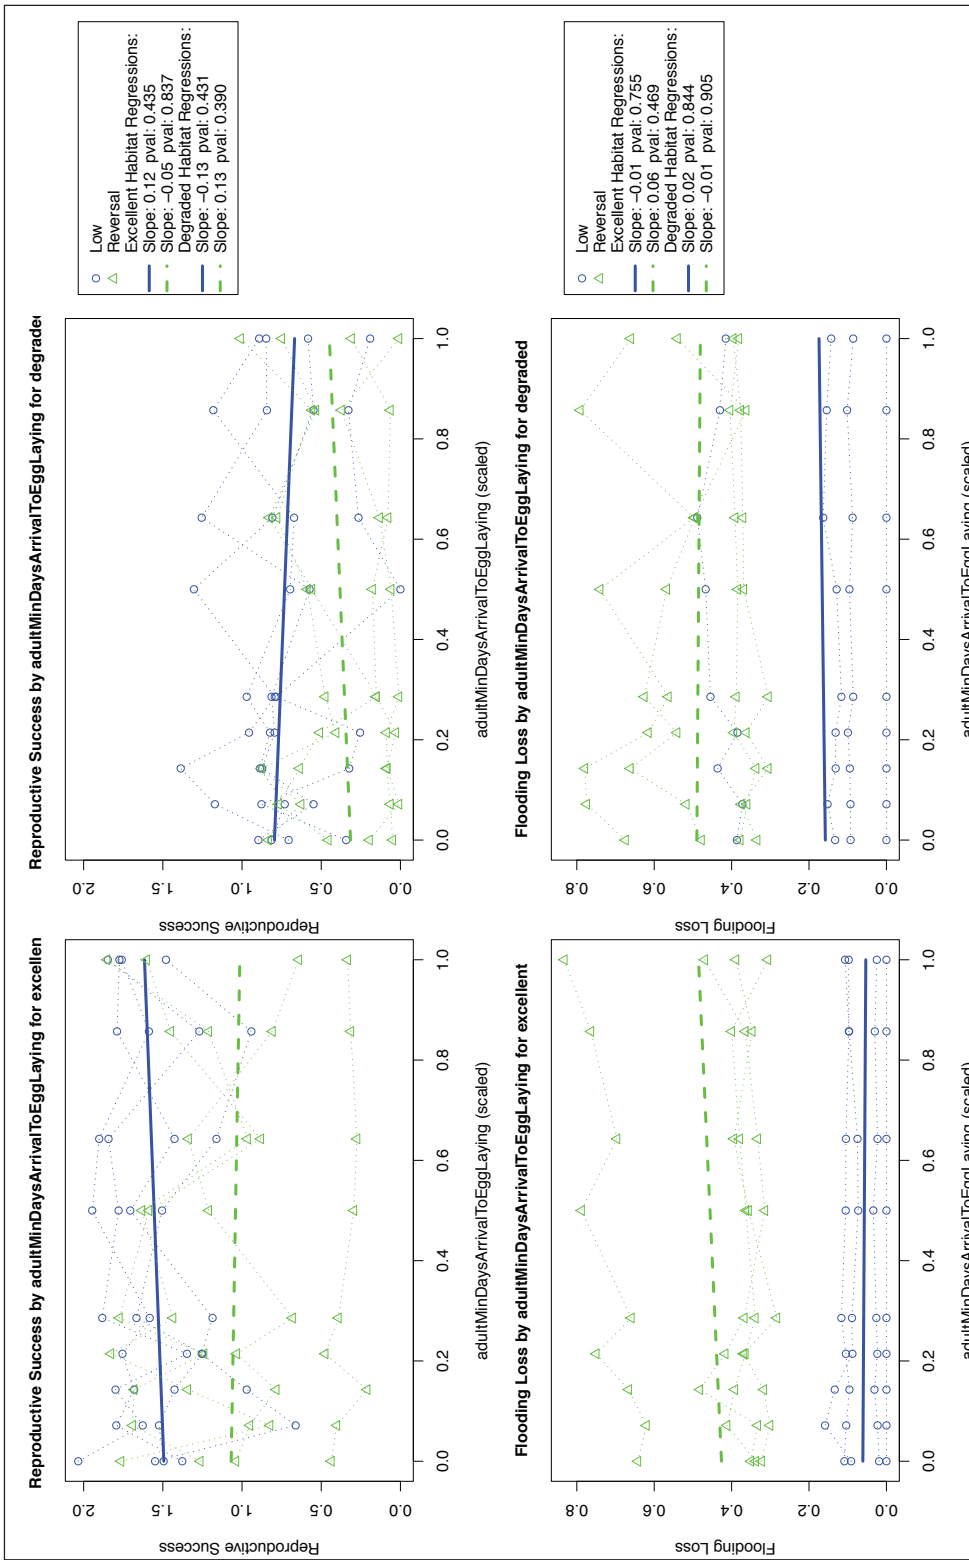 Reproductive Success by adultMinDaysArrivalToEggLaying for excellen
Reproductive Success
2.0
1.5
1.0
0.5
0.0
0.0
0.2
0.4
0.6
0.8
1.0
adultMinDaysArrivalToEggLaying (scaled)
Reproductive Success by adultMinDaysArrivalToEggLaying for degraded
Reproductive Success
2.0
1.5
1.0
0.5
0.0
0.0
0.2
0.4
0.6
0.8
1.0
adultMinDaysArrivalToEggLaying (scaled)
Low
Reversal
Excellent Habitat Regressions:
Slope: 0.12 pval: 0.435
Slope: −0.05 pval: 0.837
Degraded Habitat Regressions:
Slope: −0.13 pval: 0.431
Slope: 0.13 pval: 0.390
Flooding Loss by adultMinDaysArrivalToEggLaying for excellent
Flooding Loss
0.8
0.6
0.4
0.2
0.0
0.0
0.2
0.4
0.6
0.8
1.0
adultMinDaysArrivalToEggLaying (scaled)
Flooding Loss by adultMinDaysArrivalToEggLaying for degraded
Flooding Loss
0.8
0.6
0.4
0.2
0.0
0.0
0.2
0.4
0.6
0.8
1.0
adultMinDaysArrivalToEggLaying (scaled)
Low
Reversal
Excellent Habitat Regressions:
Slope: −0.01 pval: 0.755
Slope: 0.06 pval: 0.469
Degraded Habitat Regressions:
Slope: 0.02 pval: 0.844
Slope: −0.01 pval: 0.905